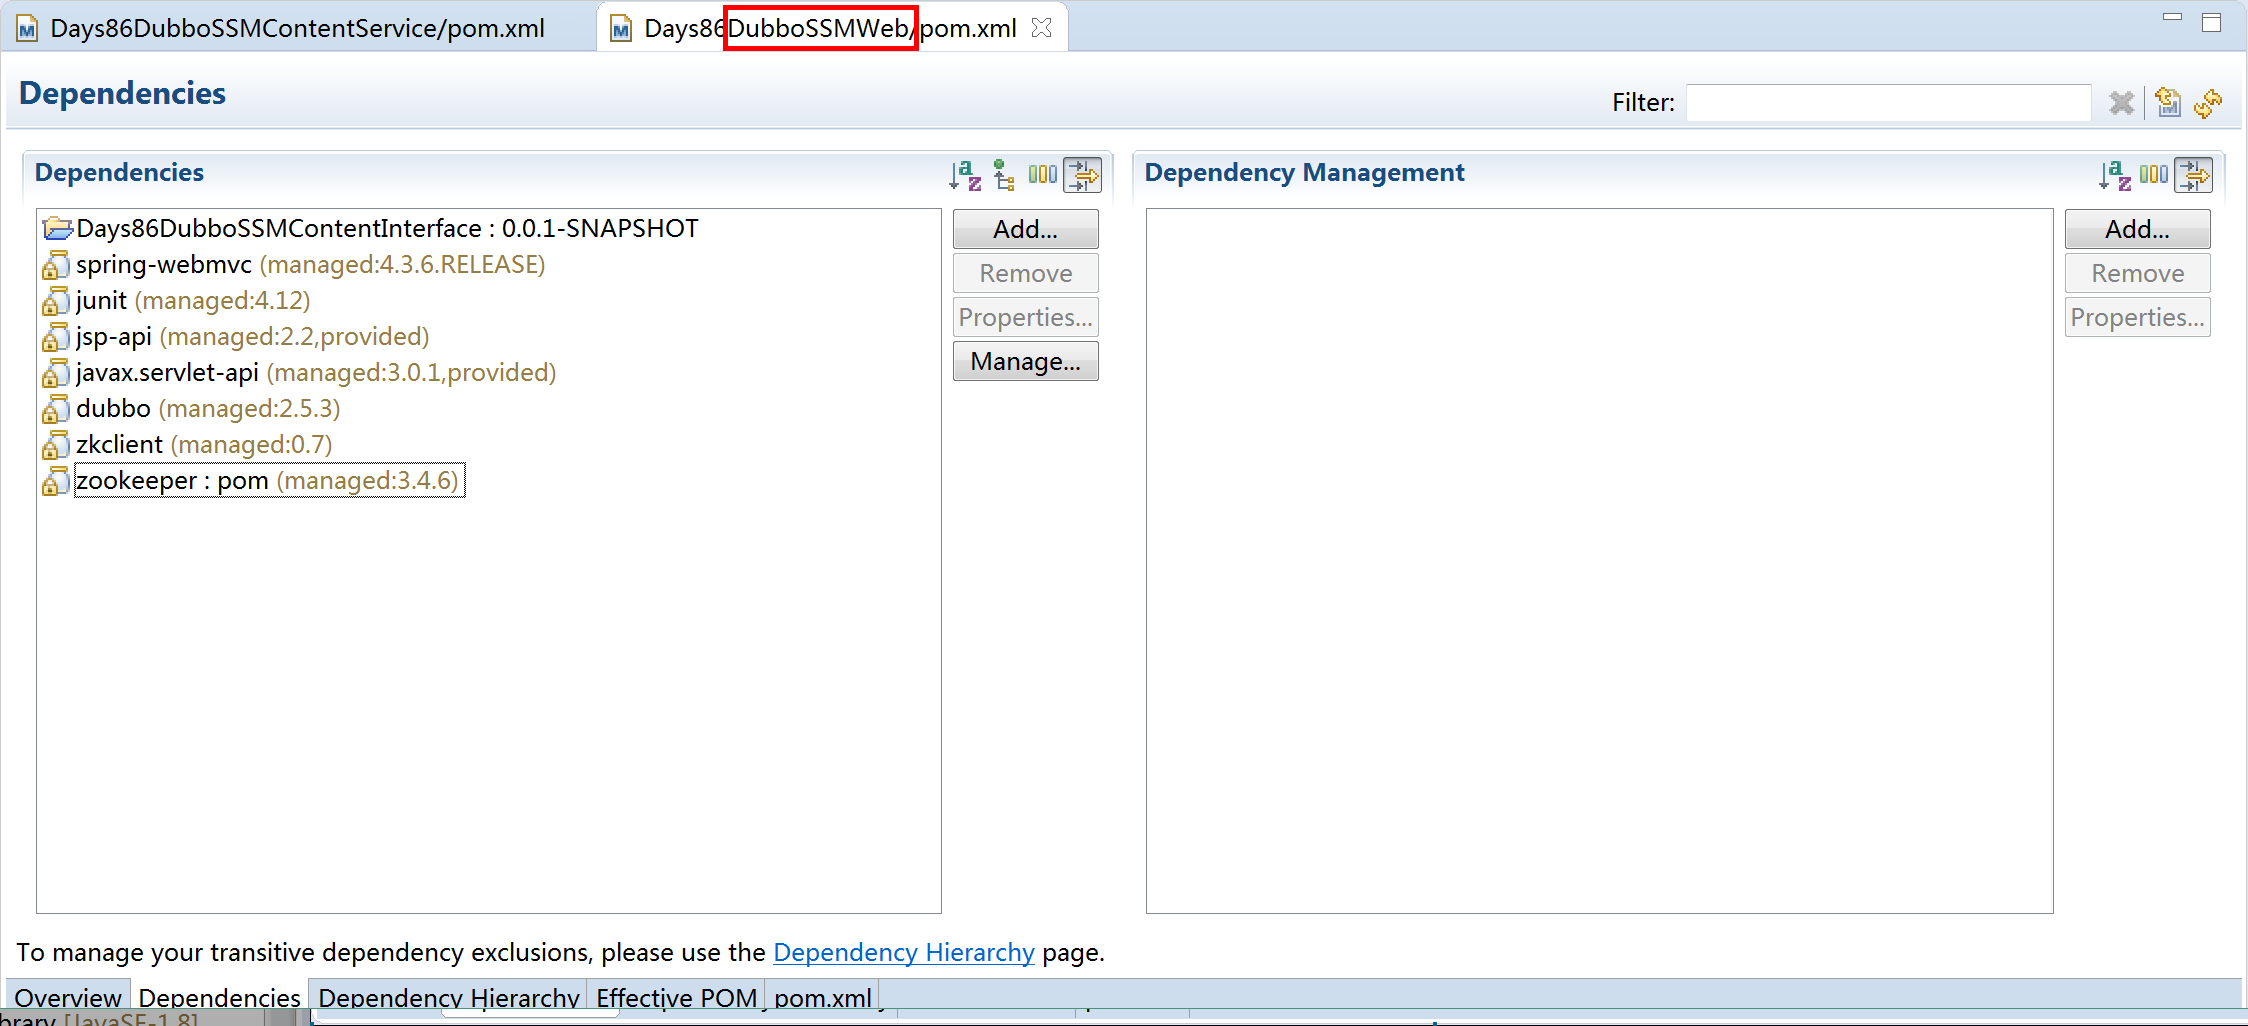 Days86DubboSSMContentService/pom.xml
Days86DubboSSMWeb/pom.xml
Dependencies
Filter:
Dependencies
Dependency Management
Days86DubboSSMContentInterface : 0.0.1-SNAPSHOT
spring-webmvc (managed:4.3.6.RELEASE)
junit (managed:4.12)
jsp-api (managed:2.2,provided)
javax.servlet-api (managed:3.0.1,provided)
dubbo (managed:2.5.3)
zkclient (managed:0.7)
zookeeper : pom (managed:3.4.6)
Add...
Remove
Properties...
Manage...
Add...
Remove
Properties...
To manage your transitive dependency exclusions, please use the Dependency Hierarchy page.
Overview Dependencies Dependency Hierarchy Effective POM pom.xml
brary [JavaSE-1.8]